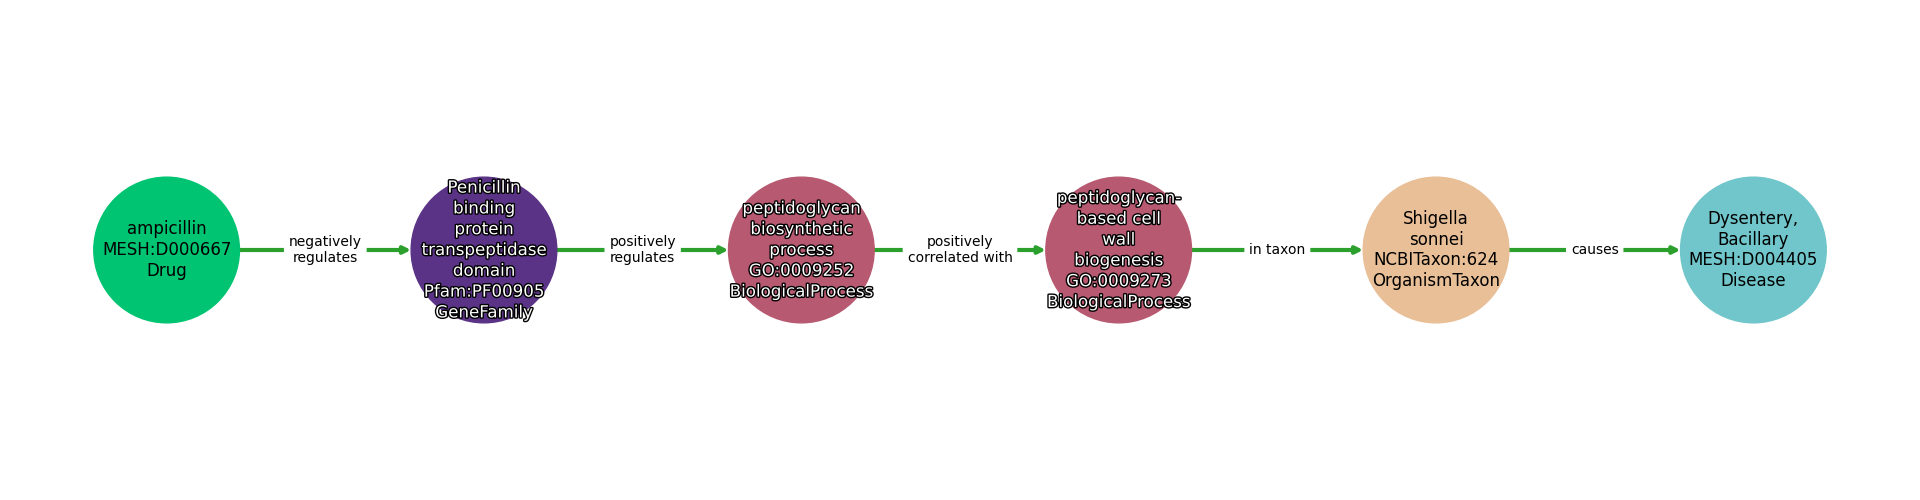 ampicillin
MESH:D000667
Drug
negatively
regulates
Penicillin
binding
protein
transpeptidase
domain
Pfam:PF00905
GeneFamily
positively
regulates
peptidoglycan
biosynthetic
process
GO:0009252
BiologicalProcess
positively
correlated with
peptidoglycan-
based cell
wall
biogenesis
GO:0009273
BiologicalProcess
in taxon
Shigella
sonnei
NCBITaxon:624
OrganismTaxon
causes
Dysentery,
Bacillary
MESH:D004405
Disease